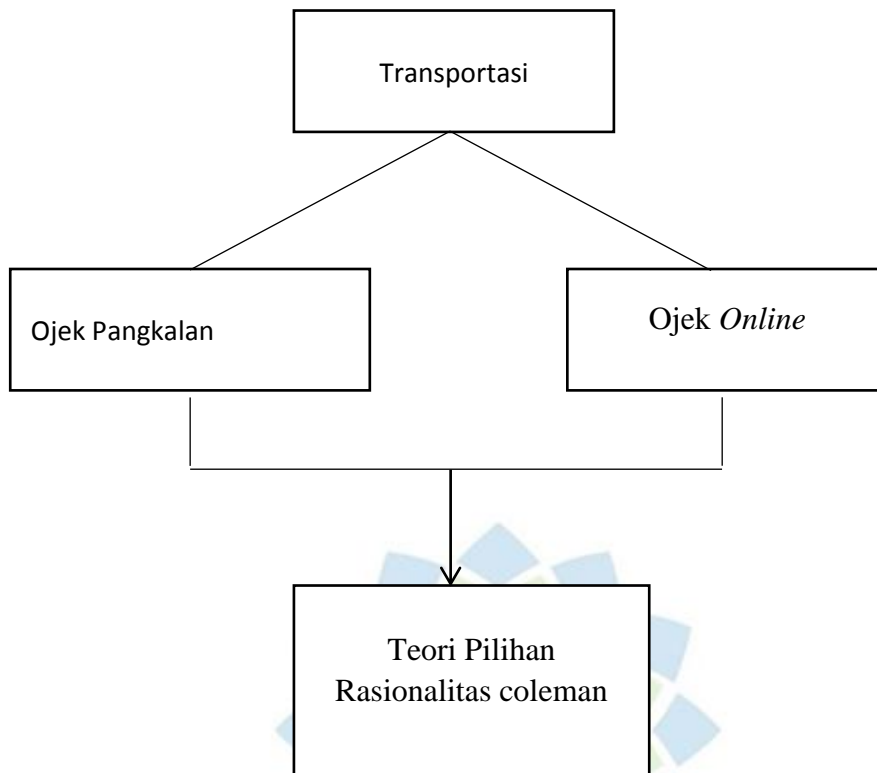 Transportasi
Ojek Pangkalan
Ojek Online
Teori Pilihan
Rasionalitas coleman